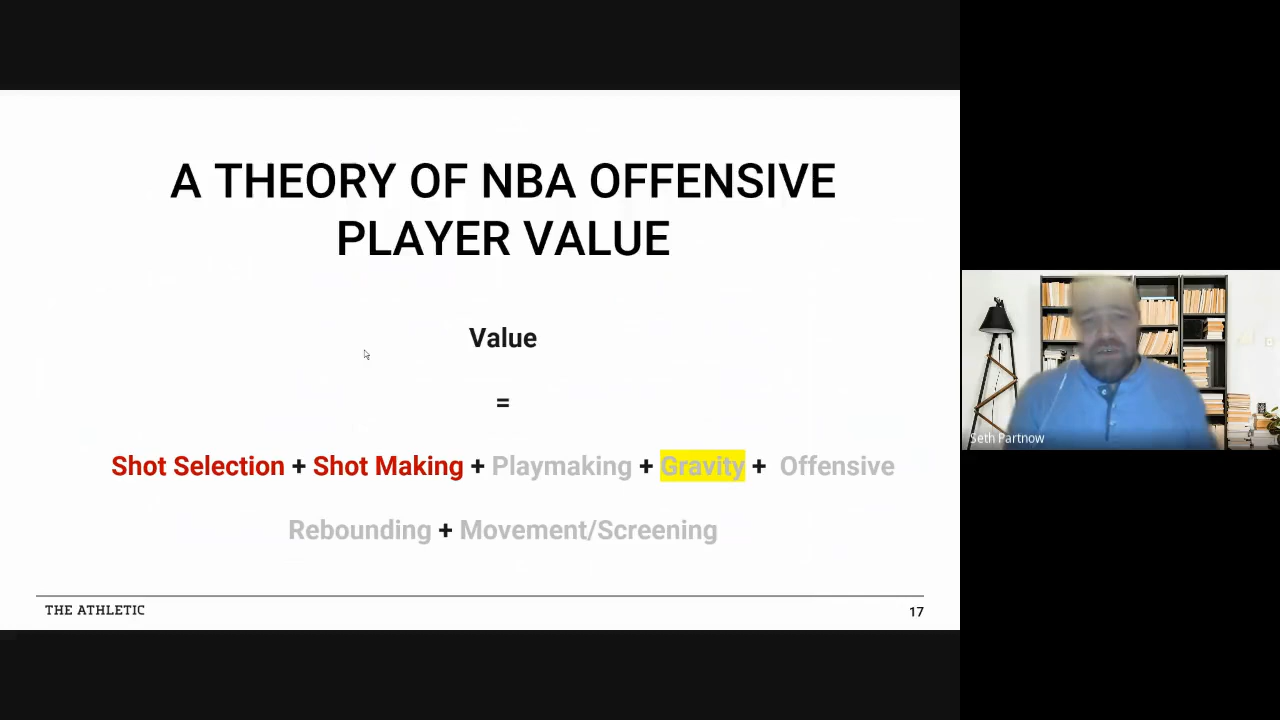 A THEORY OF NBA OFFENSIVE
PLAYER VALUE
Value
=
Shot Selection + Shot Making + Playmaking + Gravity + Offensive
Rebounding + Movement/Screening
THE ATHLETIC
17
Seth Partnow